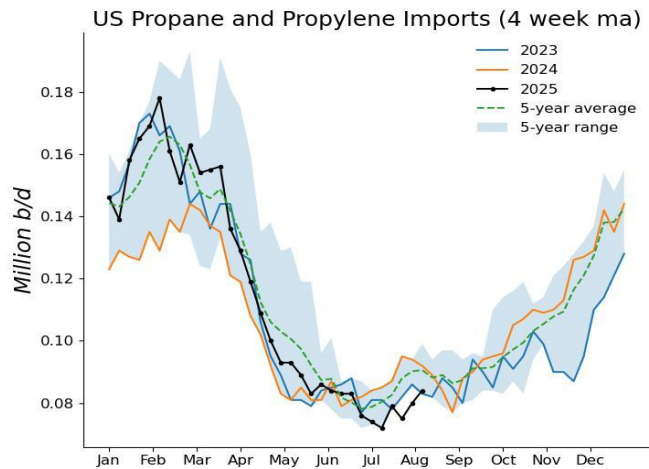 US Propane and Propylene Imports (4 week ma)
2023
2024
2025
5-year average
5-year range
Million b/d
0.18
0.16
0.14
0.12
0.10
0.08
Jan Feb Mar Apr May Jun Jul Aug Sep Oct Nov Dec